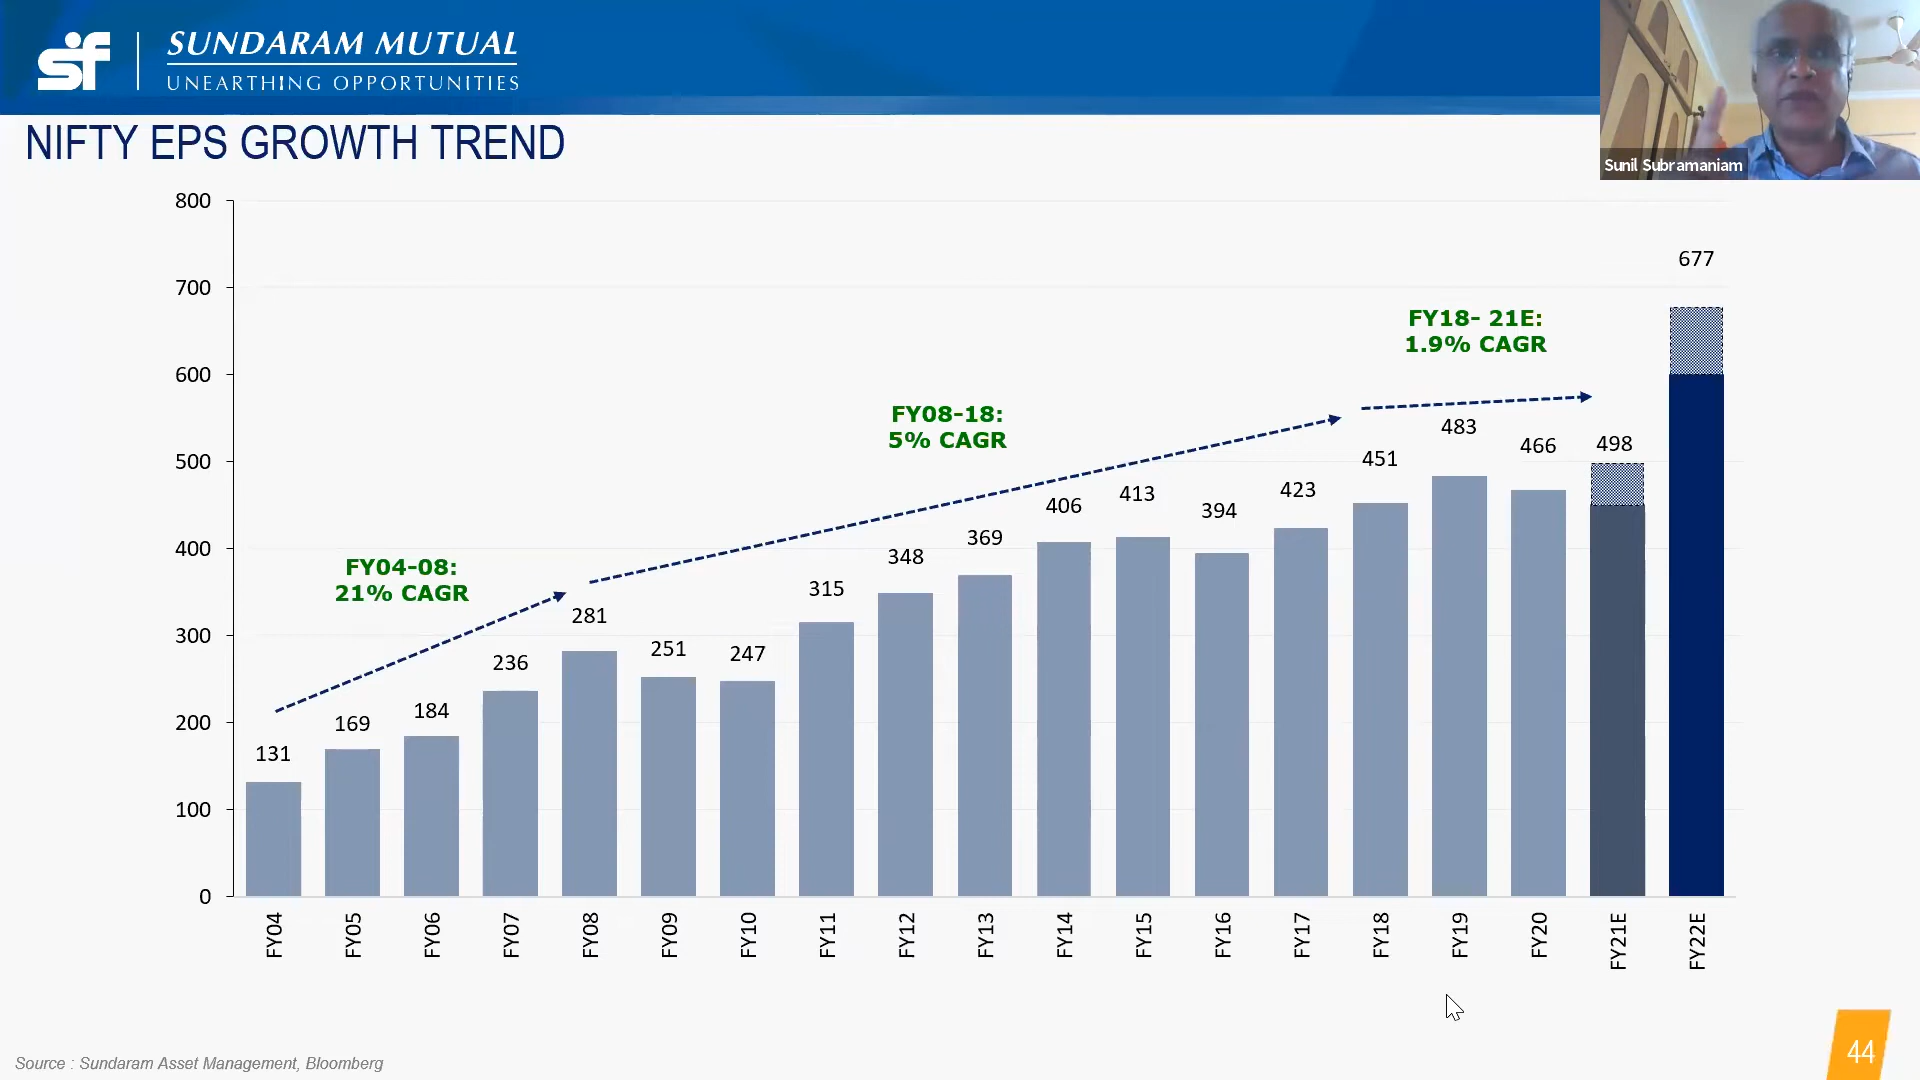 sf
SUNDARAM MUTUAL
UNEARTHING OPPORTUNITIES
Sunil Subramaniam
NIFTY EPS GROWTH TREND
800
700
600
500
400
300
200
100
0
FY04-08:
21% CAGR
FY08-18:
5% CAGR
FY18- 21E:
1.9% CAGR
131
169
184
236
281
251
247
315
348
369
406
413
394
423
451
483
466
498
677
FY04
FY05
FY06
FY07
FY08
FY09
FY10
FY11
FY12
FY13
FY14
FY15
FY16
FY17
FY18
FY19
FY20
FY21E
FY22E
Source : Sundaram Asset Management, Bloomberg
44